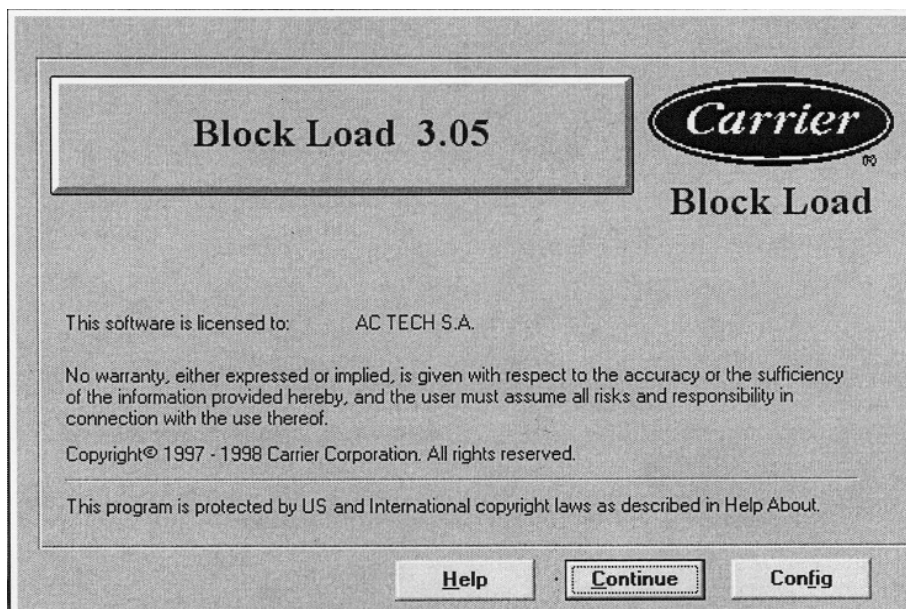 Block Load 3.05
Carrier
®
Block Load
This software is licensed to: AC TECH S.A.
No warranty, either expressed or implied, is given with respect to the accuracy or the sufficiency
of the information provided hereby, and the user must assume all risks and responsibility in
connection with the use thereof.
Copyright© 1997 - 1998 Carrier Corporation. All rights reserved.
This program is protected by US and International copyright laws as described in Help About.
Help
Continue
Config